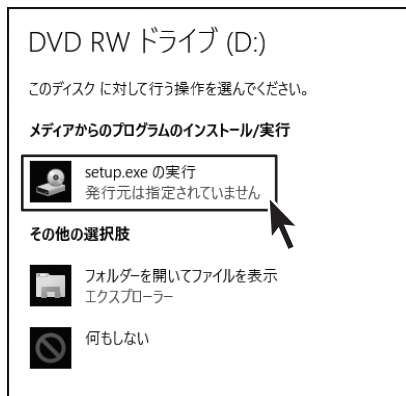 DVD RW ドライブ (D:)
このディスク に対して行う操作を選んでください。
メディアからのプログラムのインストール/実行
setup.exe の実行
発行元は指定されていません
その他の選択肢
フォルダーを開いてファイルを表示
エクスプローラー
何もしない